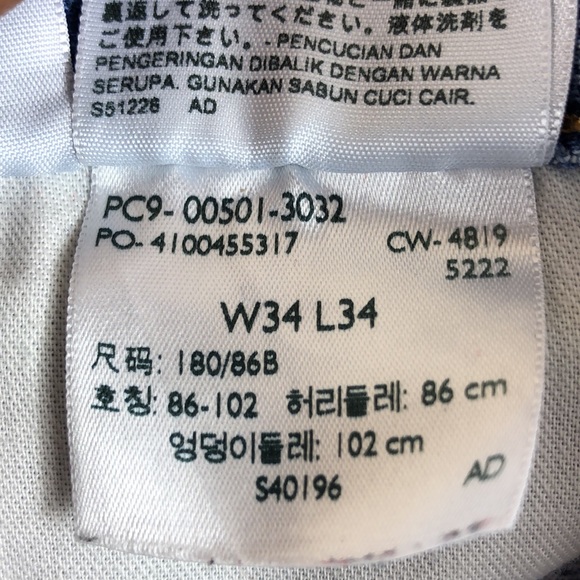 裏返して洗ってください。液体洗剤を
ご使用下さい。- PENCUCIAN DAN
PENGERINGAN DIBALIK DENGAN WARNA
SERUPA. GUNAKAN SABUN CUCI CAIR.
S51226 AD
PC9- 00501-3032
PO- 4100455317 CW- 4819
5222
W34 L34
尺码: 180/86B
호칭: 86-102 허리둘레: 86 cm
엉덩이둘레: 102 cm
S40196 AD